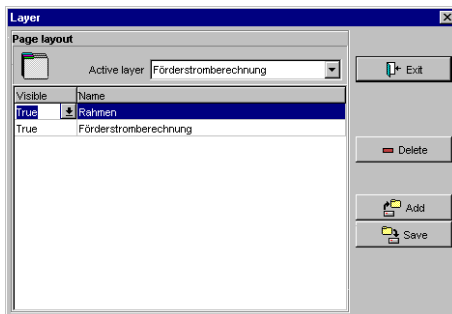 Layer
Page layout
Active layer Förderstromberechnung
Exit
Visible Name
True Rahmen
True Förderstromberechnung
Delete
Add
Save